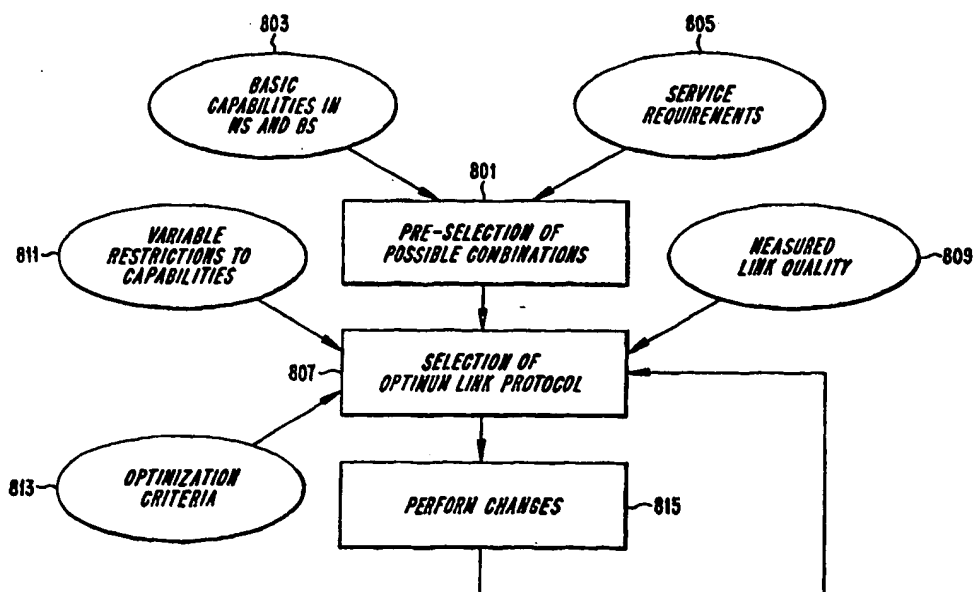 803
BASIC
CAPABILITIES IN
MS AND BS
805
SERVICE
REQUIREMENTS
801
PRE-SELECTION OF
POSSIBLE COMBINATIONS
811
VARIABLE
RESTRICTIONS TO
CAPABILITIES
MEASURED
LINK QUALITY
809
807
SELECTION OF
OPTIMUM LINK PROTOCOL
813
OPTIMIZATION
CRITERIA
PERFORM CHANGES
815